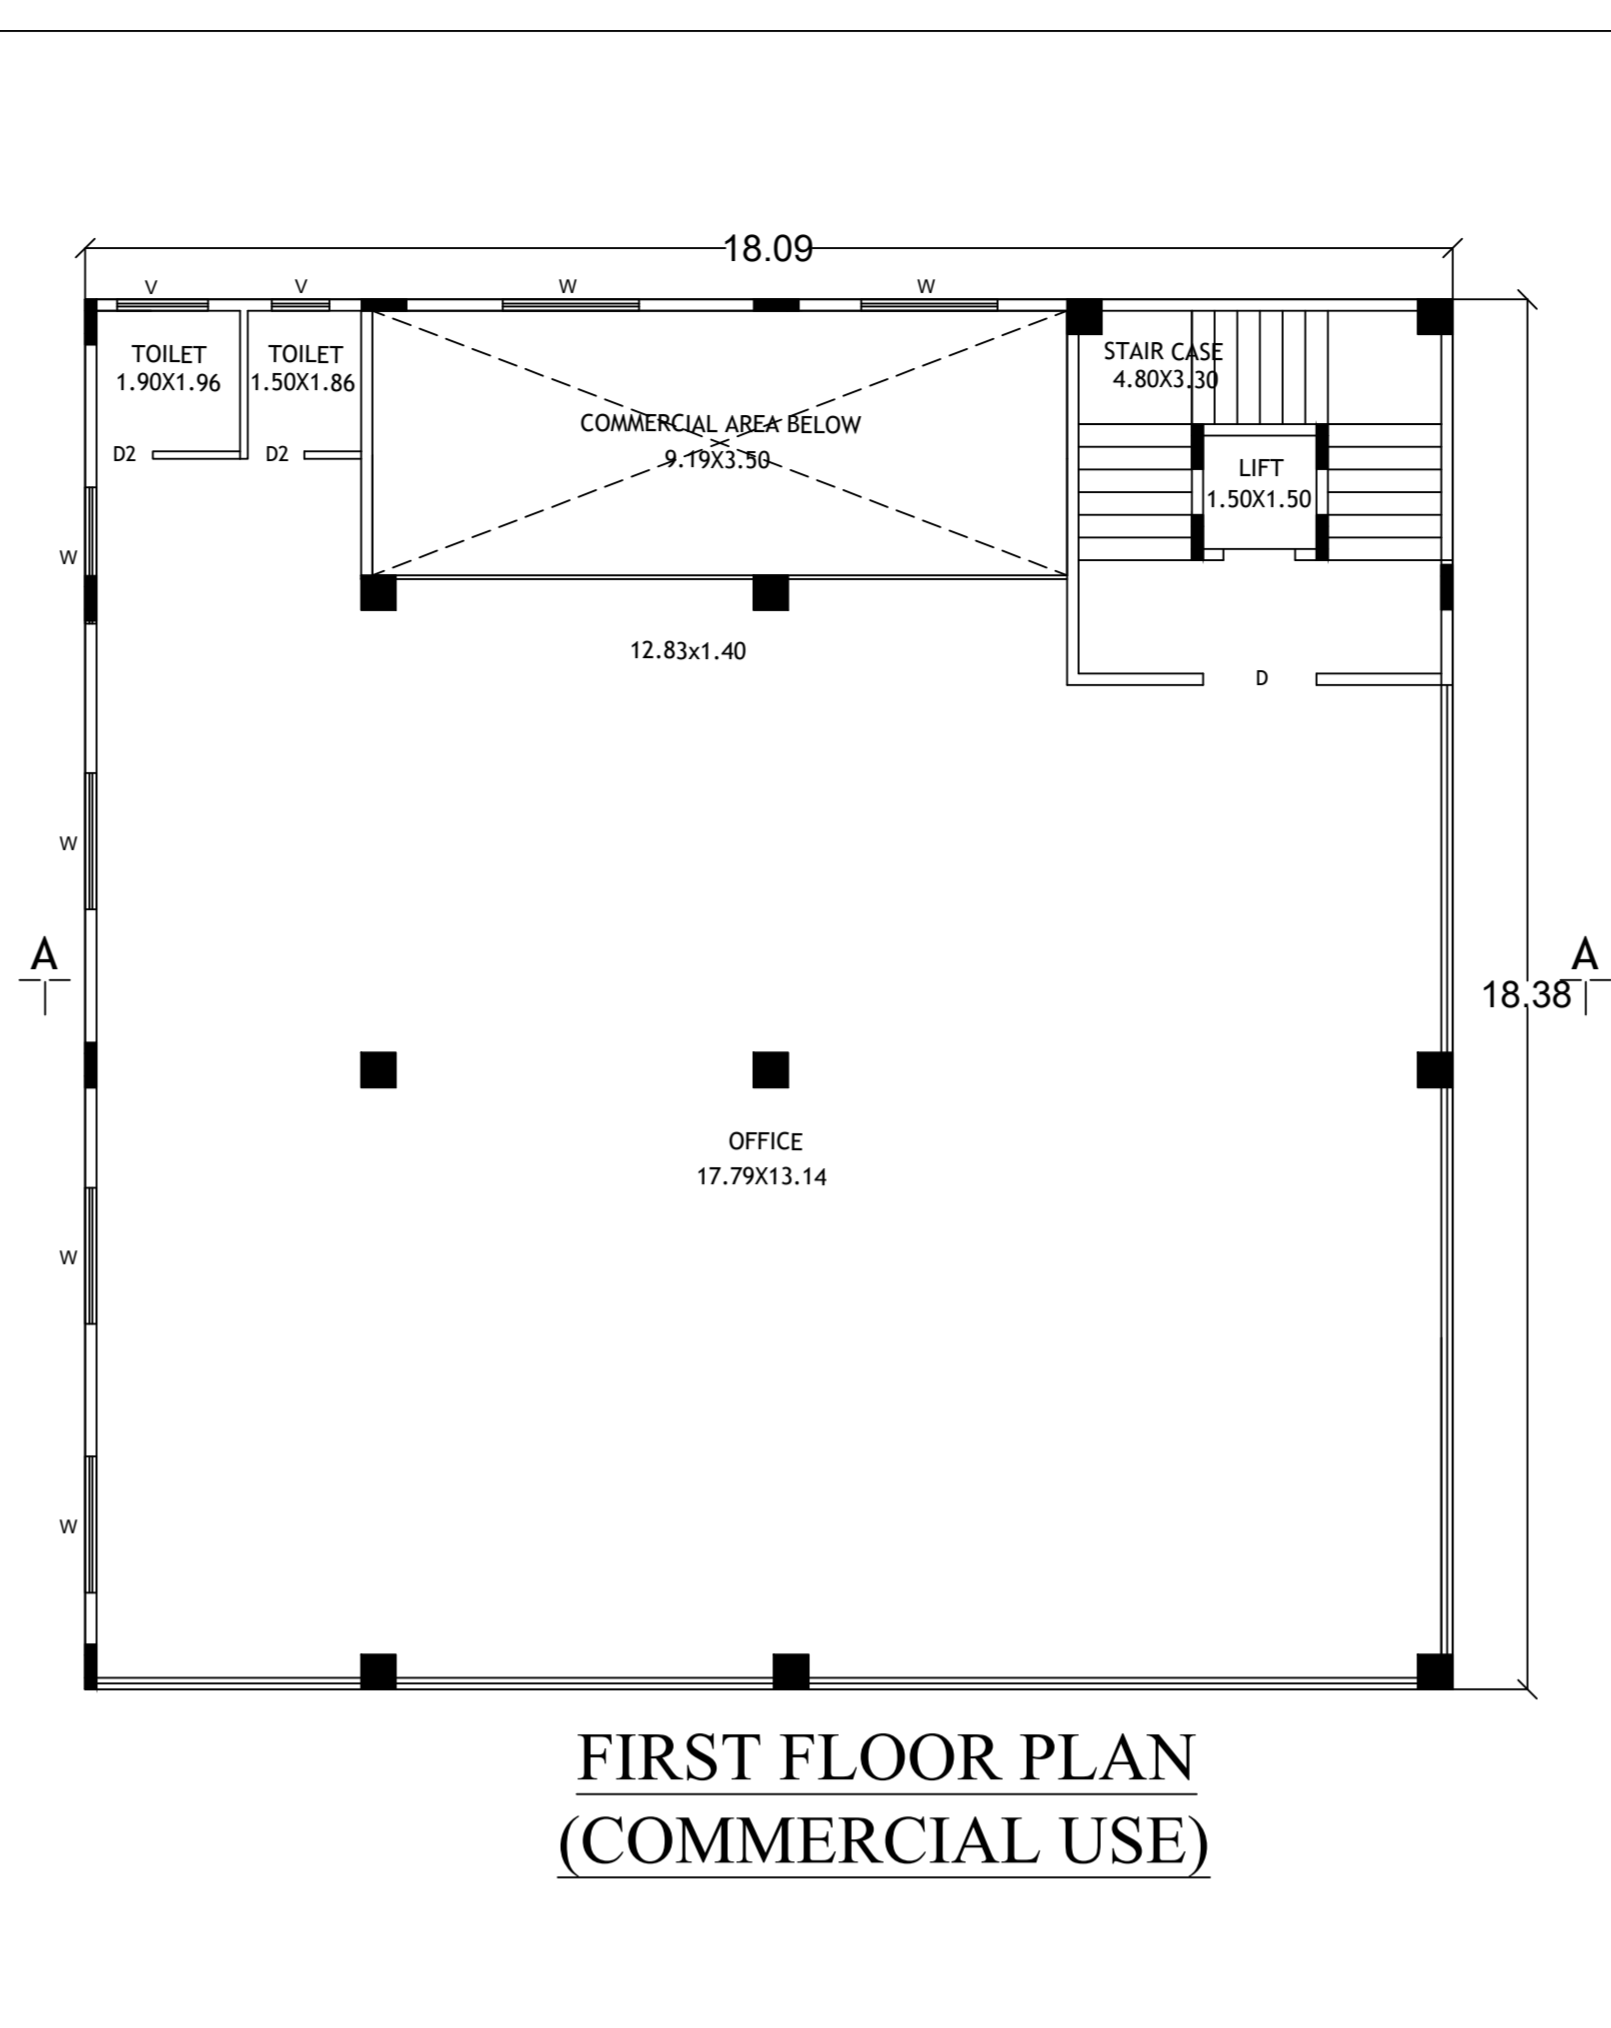 18.09
V
V
W
W
TOILET
1.90X1.96
TOILET
1.50X1.86
STAIR CASE
4.80X3.30
COMMERCIAL AREA BELOW
9.19X3.50
D2
D2
LIFT
1.50X1.50
W
12.83x1.40
D
W
A
A
18.38
OFFICE
17.79X13.14
W
W
FIRST FLOOR PLAN
(COMMERCIAL USE)